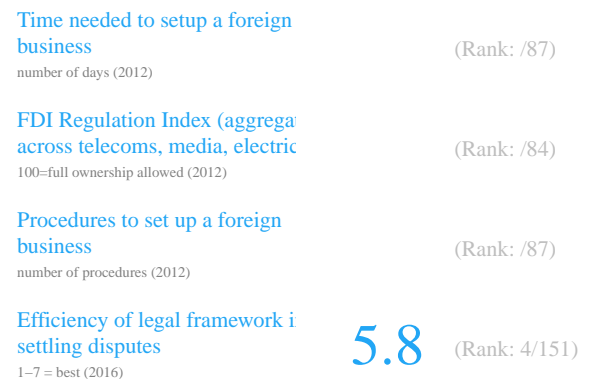 Time needed to setup a foreign
business
(Rank: /87)
number of days (2012)
FDI Regulation Index
across telecoms, media,
(Rank: /84)
100=full ownership allowed (2012)
Procedures to set up a foreign
business
(Rank: /87)
number of procedures (2012)
Efficiency of legal framework
settling disputes
5.8 (Rank: 4/151)
1–7 = best (2016)